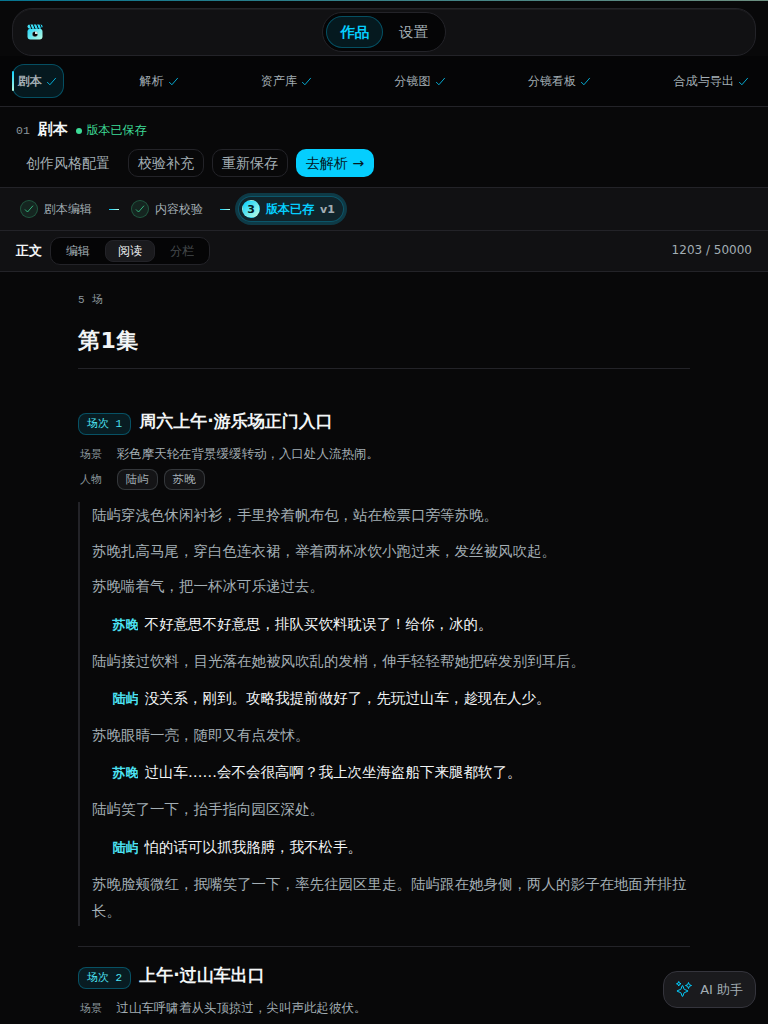 作品 设置
剧本 解析 资产库 分镜图 分镜看板 合成与导出
01 剧本 版本已保存
创作风格配置 校验补充 重新保存 去解析 →
剧本编辑 — 内容校验 — 3 版本已存 v1
正文 编辑 阅读 分栏 1203 / 50000
5 场
第1集
场次 1 周六上午·游乐场正门入口
场景 彩色摩天轮在背景缓缓转动，入口处人流热闹。
人物 陆屿 苏晚
陆屿穿浅色休闲衬衫，手里拎着帆布包，站在检票口旁等苏晚。
苏晚扎高马尾，穿白色连衣裙，举着两杯冰饮小跑过来，发丝被风吹起。
苏晚喘着气，把一杯冰可乐递过去。
苏晚 不好意思不好意思，排队买饮料耽误了！给你，冰的。
陆屿接过饮料，目光落在她被风吹乱的发梢，伸手轻轻帮她把碎发别到耳后。
陆屿 没关系，刚到。攻略我提前做好了，先玩过山车，趁现在人少。
苏晚眼睛一亮，随即又有点发怵。
苏晚 过山车……会不会很高啊？我上次坐海盗船下来腿都软了。
陆屿笑了一下，抬手指向园区深处。
陆屿 怕的话可以抓我胳膊，我不松手。
苏晚脸颊微红，抿嘴笑了一下，率先往园区里走。陆屿跟在她身侧，两人的影子在地面并排拉
长。
场次 2 上午·过山车出口
场景 过山车呼啸着从头顶掠过，尖叫声此起彼伏。
AI 助手